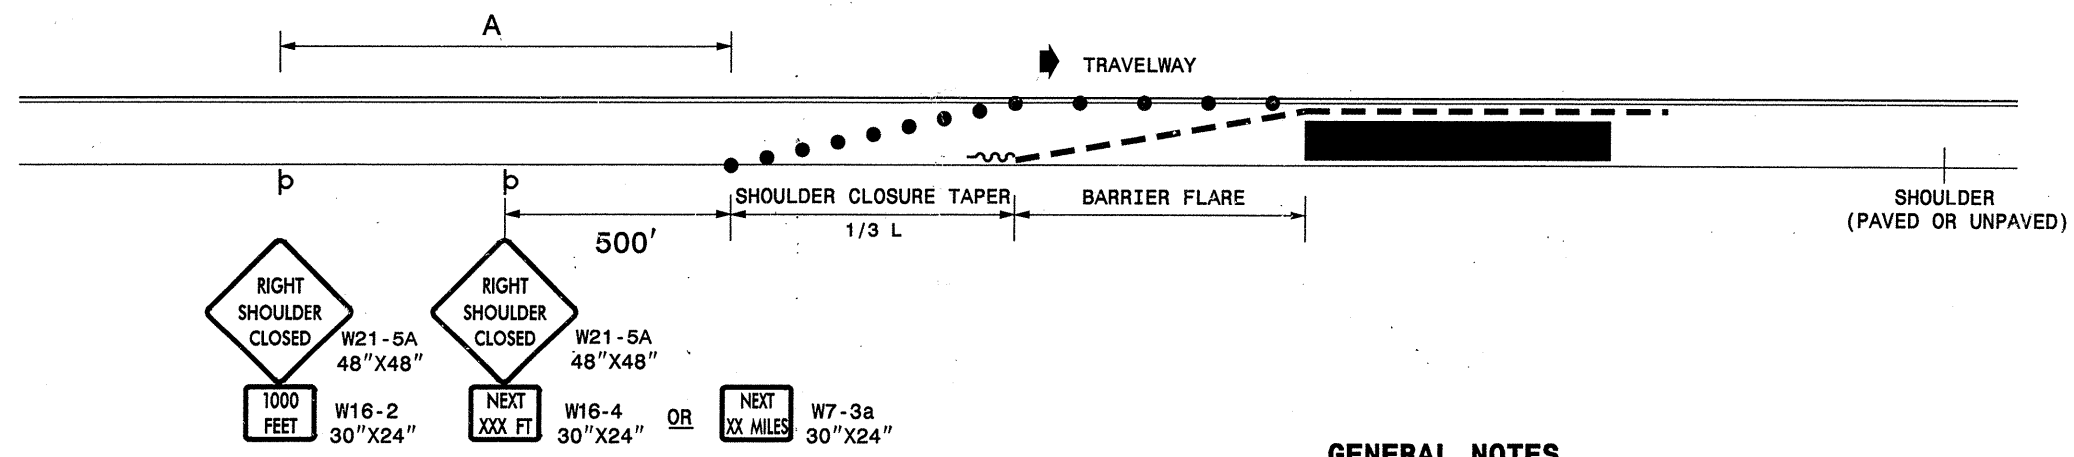 A
TRAVELWAY
SHOULDER CLOSURE TAPER
BARRIER FLARE
SHOULDER
(PAVED OR UNPAVED)
500'
1/3 L
RIGHT
SHOULDER
CLOSED
W21-5A
48"X48"
1000
FEET
W16-2
30"X24"
RIGHT
SHOULDER
CLOSED
W21-5A
48"X48"
NEXT
XXX FT
W16-4
30"X24"
OR
NEXT
XX MILES
W7-3a
30"X24"
GENERAL NOTES